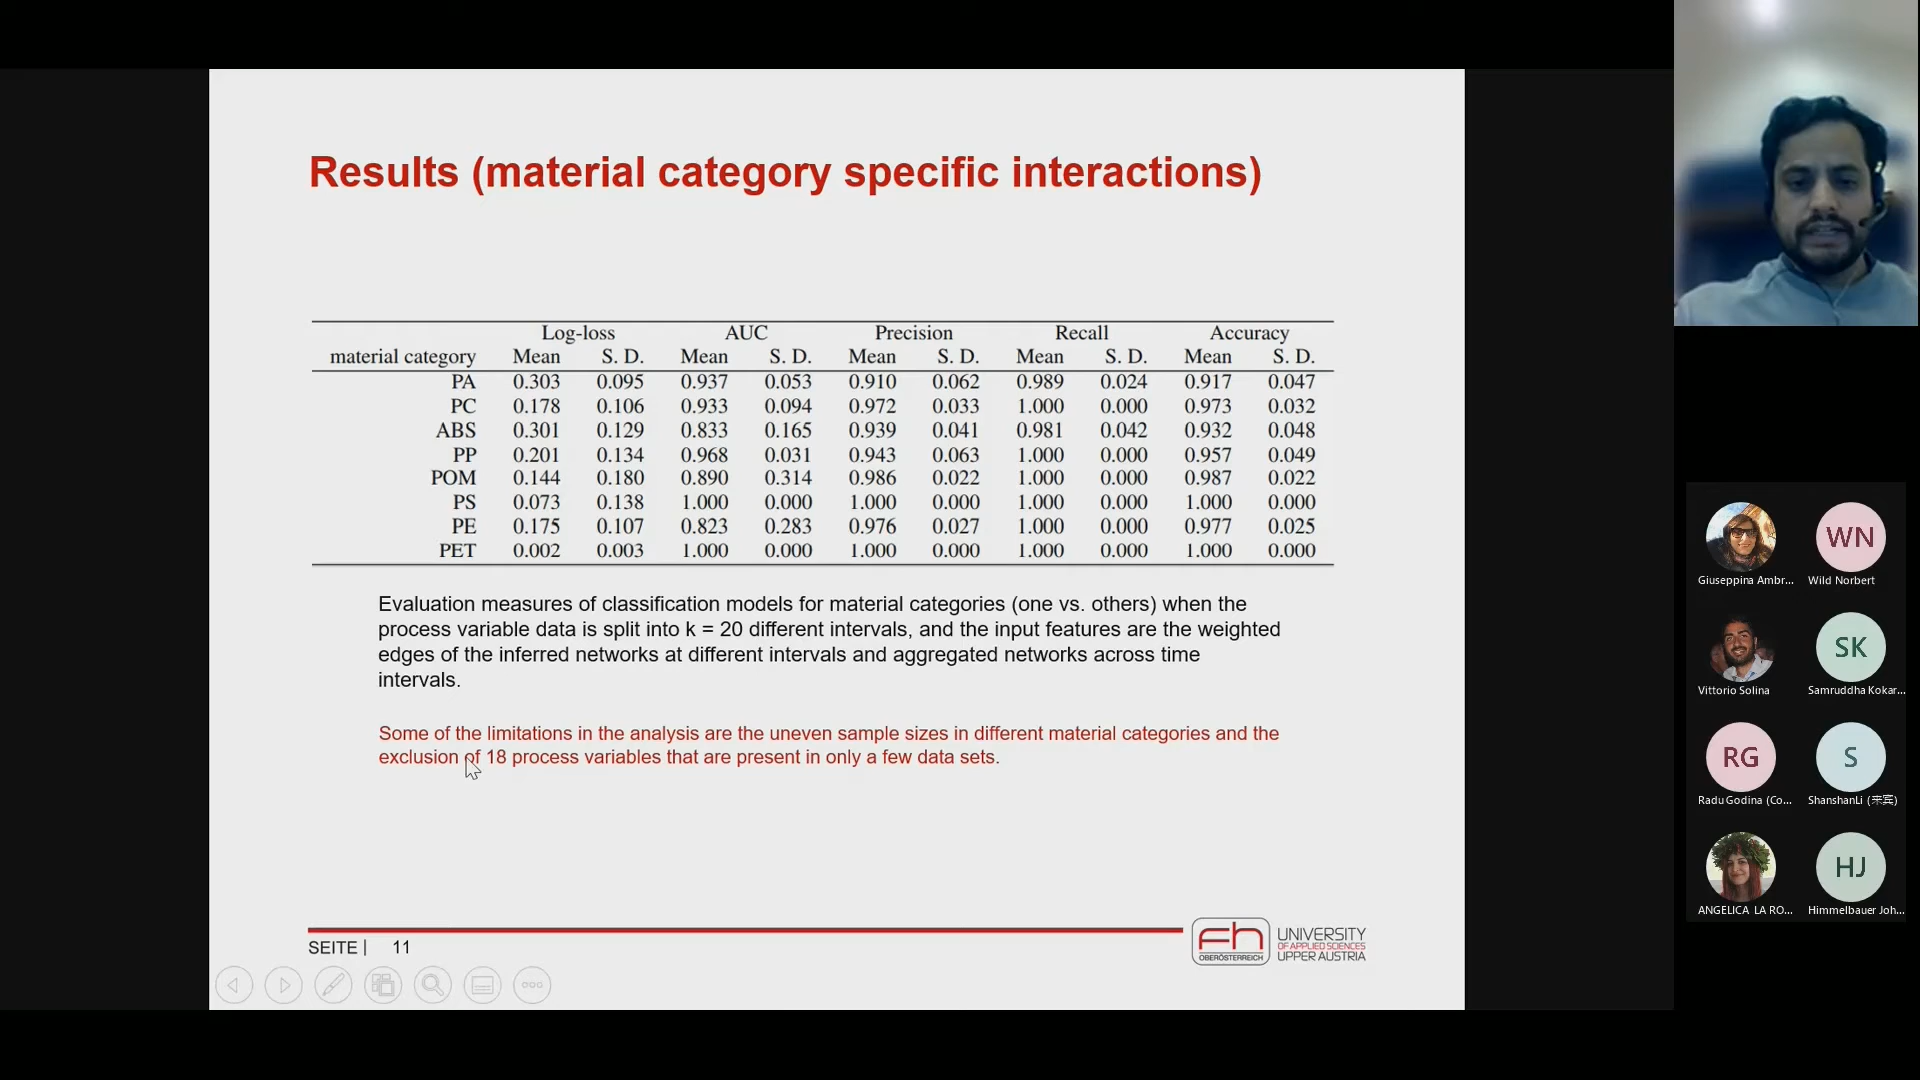 Results (material category specific interactions)
Log-loss AUC Precision Recall Accuracy
material category Mean S. D. Mean S. D. Mean S. D. Mean S. D. Mean S. D.
PA 0.303 0.095 0.937 0.053 0.910 0.062 0.989 0.024 0.917 0.047
PC 0.178 0.106 0.933 0.094 0.972 0.033 1.000 0.000 0.973 0.032
ABS 0.301 0.129 0.833 0.165 0.939 0.041 0.981 0.042 0.932 0.048
PP 0.201 0.134 0.968 0.031 0.943 0.063 1.000 0.000 0.957 0.049
POM 0.144 0.180 0.890 0.314 0.986 0.022 1.000 0.000 0.987 0.022
PS 0.073 0.138 1.000 0.000 1.000 0.000 1.000 0.000 1.000 0.000
PE 0.175 0.107 0.823 0.283 0.976 0.027 1.000 0.000 0.977 0.025
PET 0.002 0.003 1.000 0.000 1.000 0.000 1.000 0.000 1.000 0.000
Evaluation measures of classification models for material categories (one vs. others) when the
process variable data is split into k = 20 different intervals, and the input features are the weighted
edges of the inferred networks at different intervals and aggregated networks across time
intervals.
Some of the limitations in the analysis are the uneven sample sizes in different material categories and the
exclusion of 18 process variables that are present in only a few data sets.
SEITE | 11
fh
OBERÖSTERREICH
UNIVERSITY
OF APPLIED SCIENCES
UPPER AUSTRIA
WN
Giuseppina Ambr... Wild Norbert
SK
Vittorio Solina Samruddha Kokar...
RG S
Radu Godina (Co... ShanshanLi (来宾)
HJ
ANGELICA LA RO... Himmelbauer Joh...